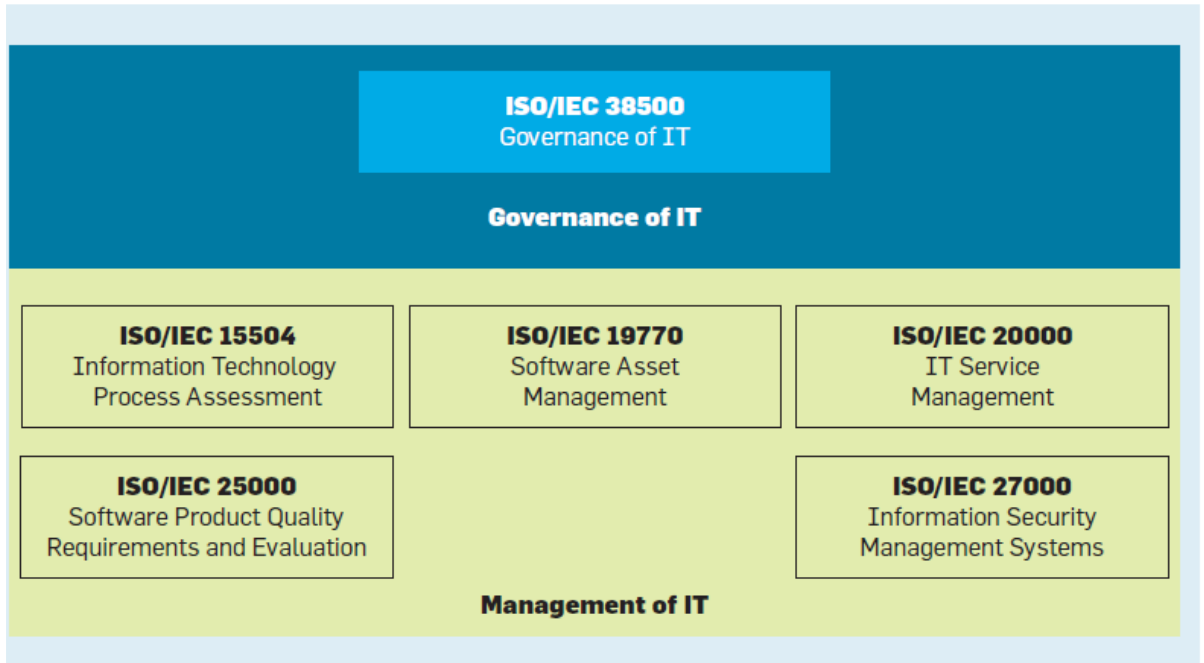 ISO/IEC 38500
Governance of IT
Governance of IT
ISO/IEC 15504
Information Technology
Process Assessment
ISO/IEC 19770
Software Asset
Management
ISO/IEC 20000
IT Service
Management
ISO/IEC 25000
Software Product Quality
Requirements and Evaluation
ISO/IEC 27000
Information Security
Management Systems
Management of IT